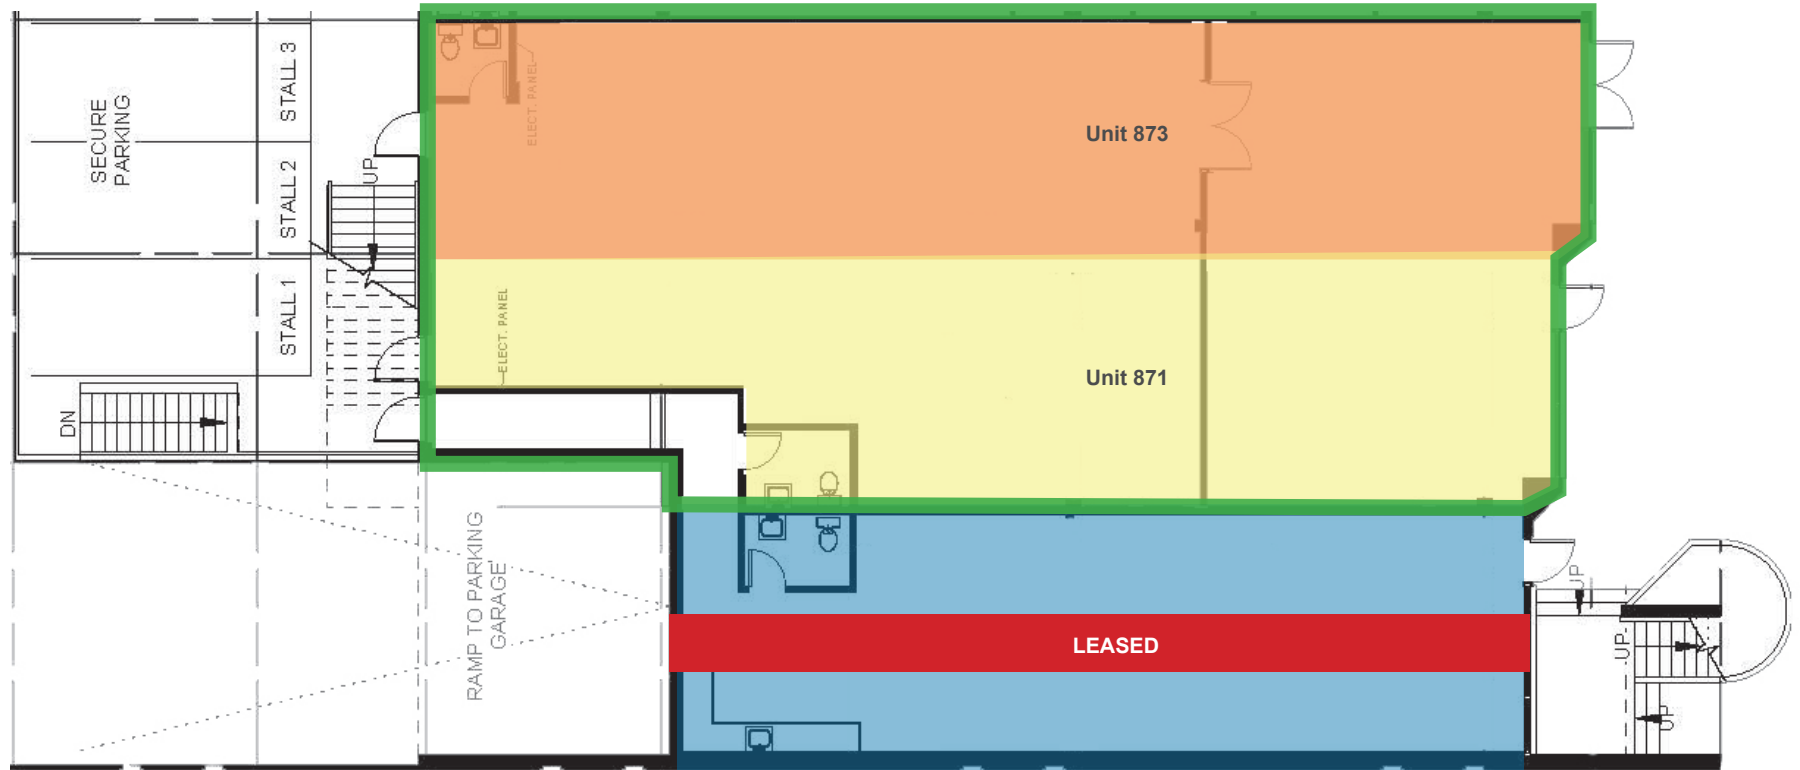 SECURE
PARKING
STALL 3
STALL 2
STALL 1
UP
DN
ELECT. PANEL
Unit 873
ELECT. PANEL
Unit 871
RAMP TO PARKING
GARAGE'
LEASED
UP
UP
UP